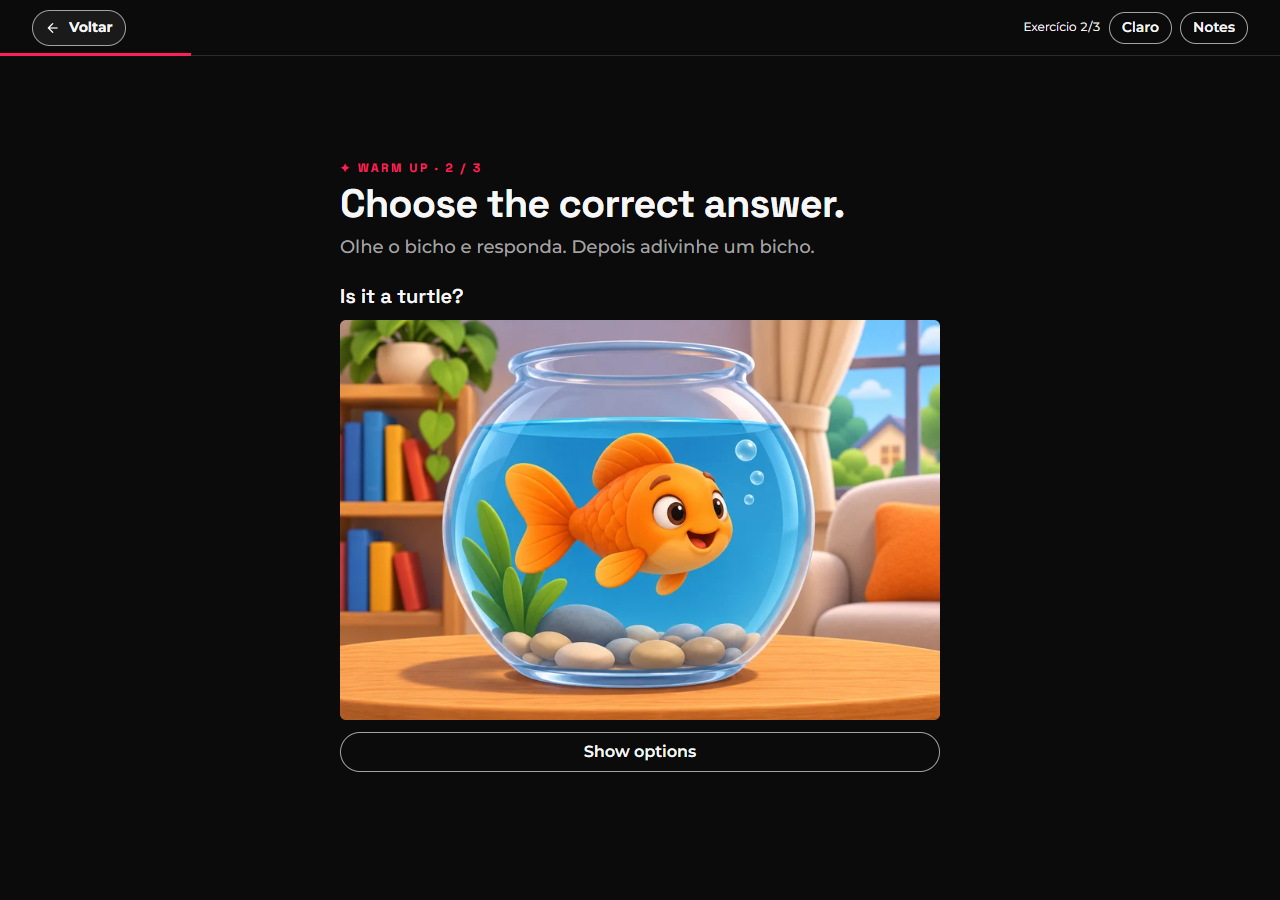 Voltar
Exercício 2/3
Claro
Notes
✦ WARM UP · 2 / 3
Choose the correct answer.
Olhe o bicho e responda. Depois adivinhe um bicho.
Is it a turtle?
Show options